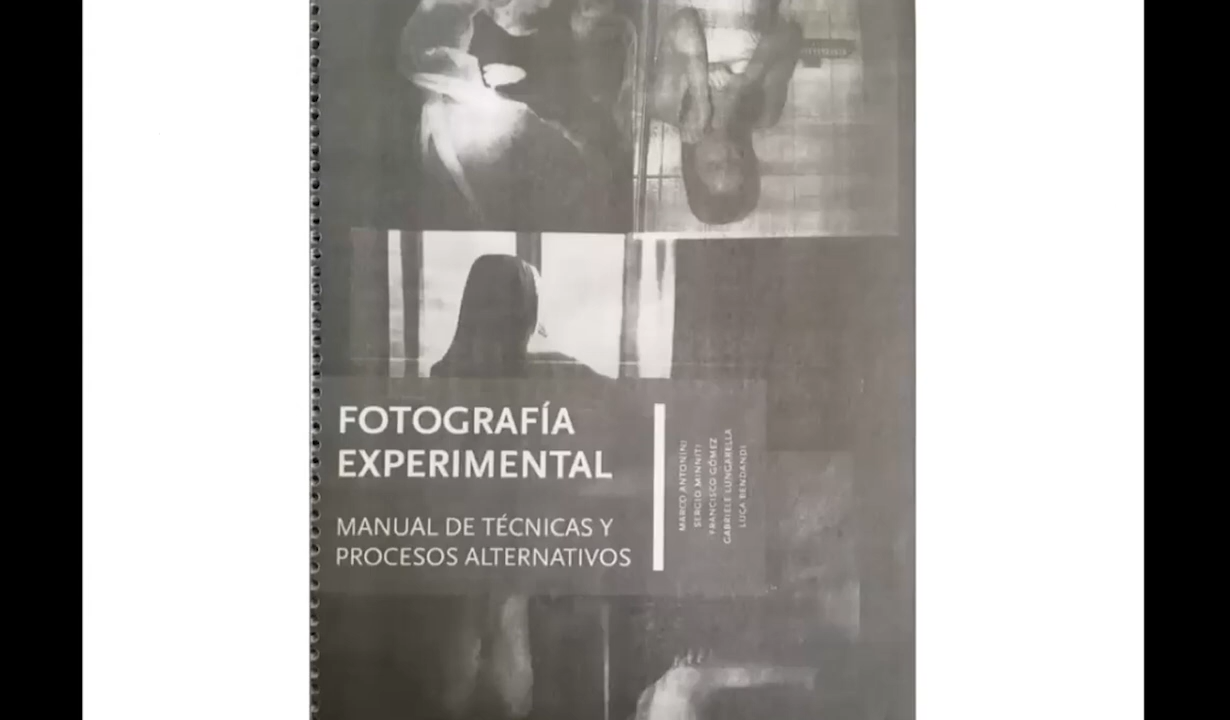 FOTOGRAFÍA
EXPERIMENTAL
MANUAL DE TÉCNICAS Y
PROCESOS ALTERNATIVOS
MARCO ANTONINI
SERGIO MINNITI
FRANCISCO GÓMEZ
GABRIELE LUNGARELLA
LUCA BENDANDI